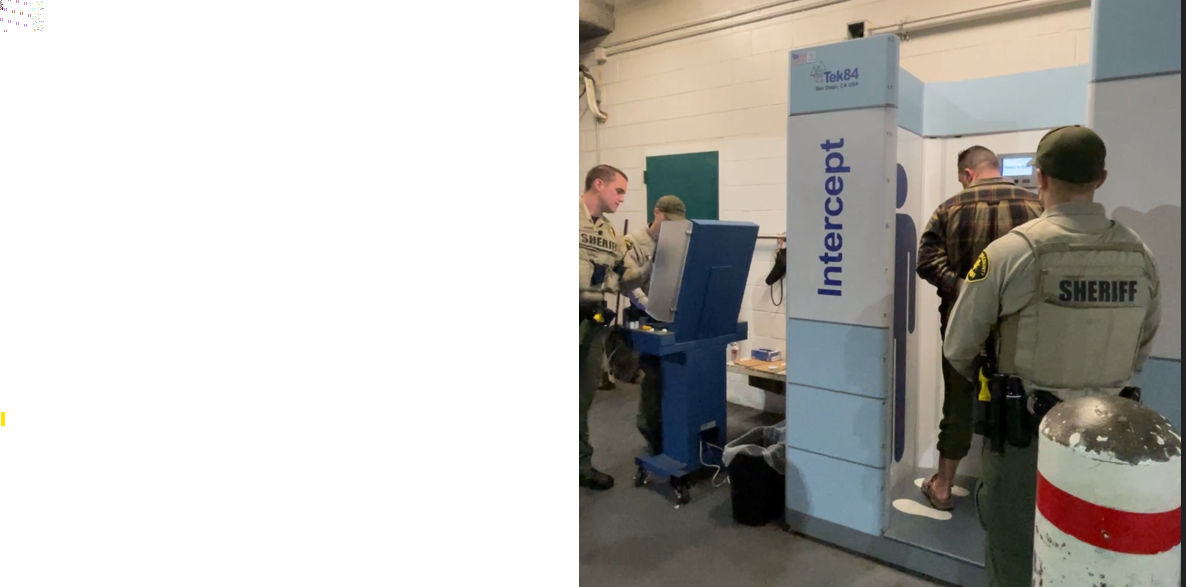 Tek84
San Diego, CA USA
Intercept
SHERIFF
SHERIFF